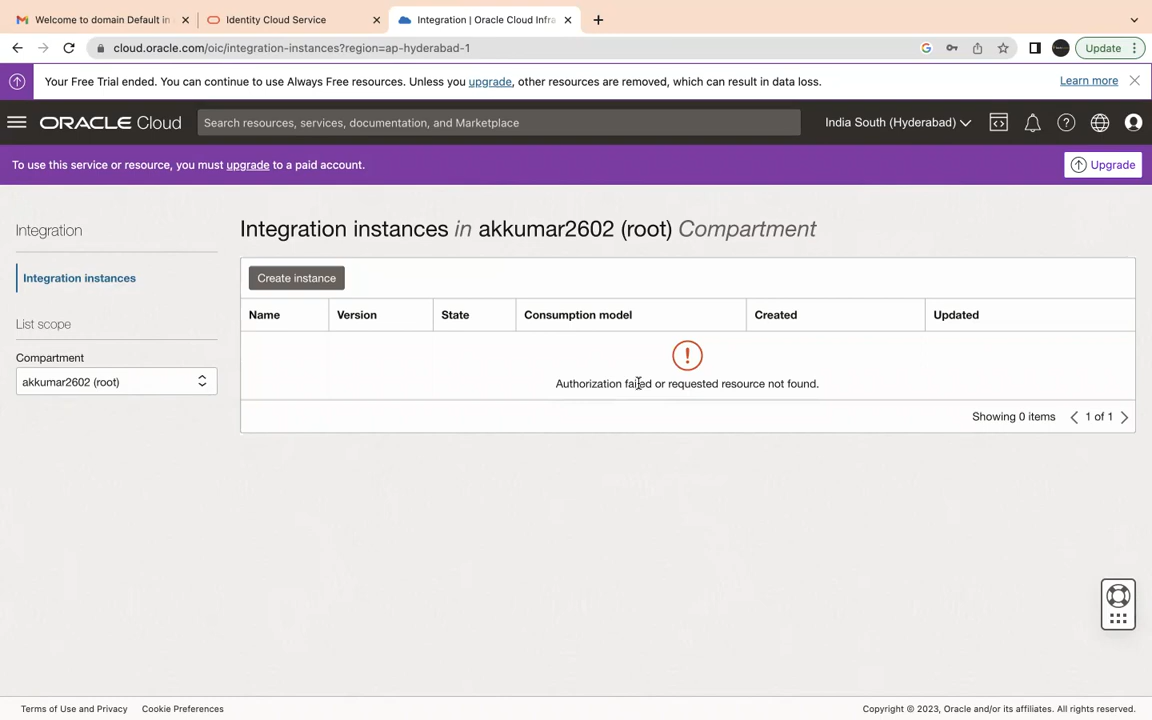 Welcome to domain Default in
Identity Cloud Service
Integration | Oracle Cloud Infra
cloud.oracle.com/oic/integration-instances?region=ap-hyderabad-1
Update
Your Free Trial ended. You can continue to use Always Free resources. Unless you upgrade, other resources are removed, which can result in data loss.
Learn more
ORACLE Cloud
Search resources, services, documentation, and Marketplace
India South (Hyderabad)
To use this service or resource, you must upgrade to a paid account.
Upgrade
Integration
Integration instances
List scope
Compartment
akkumar2602 (root)
Integration instances in akkumar2602 (root) Compartment
Create instance
Name Version State Consumption model Created Updated
Authorization failed or requested resource not found.
Showing 0 items 1 of 1
Terms of Use and Privacy Cookie Preferences
Copyright © 2023, Oracle and/or its affiliates. All rights reserved.